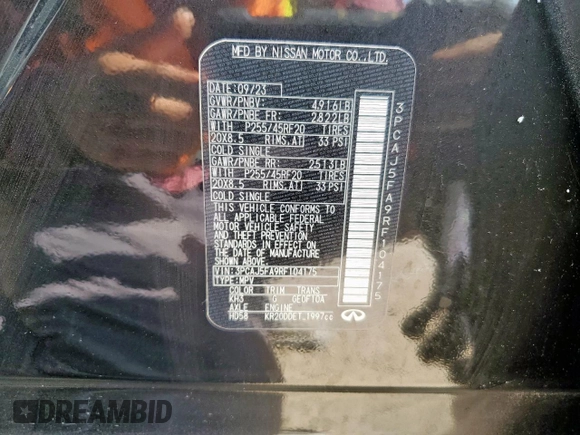 MFD BY NISSAN MOTOR CO.,LTD.
DATE: 09/23
GVWR/PNBV: 4913LB
GAWR/PNBE FR: 2822LB
WITH P255/45RF20 TIRES
20X8.5 RIMS,AT 33 PSI
COLD SINGLE
GAWR/PNBE RR: 2513LB
WITH P255/45RF20 TIRES
20X8.5 RIMS,AT 33 PSI
COLD SINGLE
THIS VEHICLE CONFORMS TO
ALL APPLICABLE FEDERAL
MOTOR VEHICLE SAFETY
AND THEFT PREVENTION
STANDARDS IN EFFECT ON
THE DATE OF MANUFACTURE
SHOWN ABOVE.
VIN: 3PCAJ5FA9RF104175
TYPE: MPV
COLOR TRIM TRANS
KH3 GEOF10A
AXLE ENGINE
HD58 KR20DDET 1997cc
3PCAJ5FA9RF104175
DREAMBID